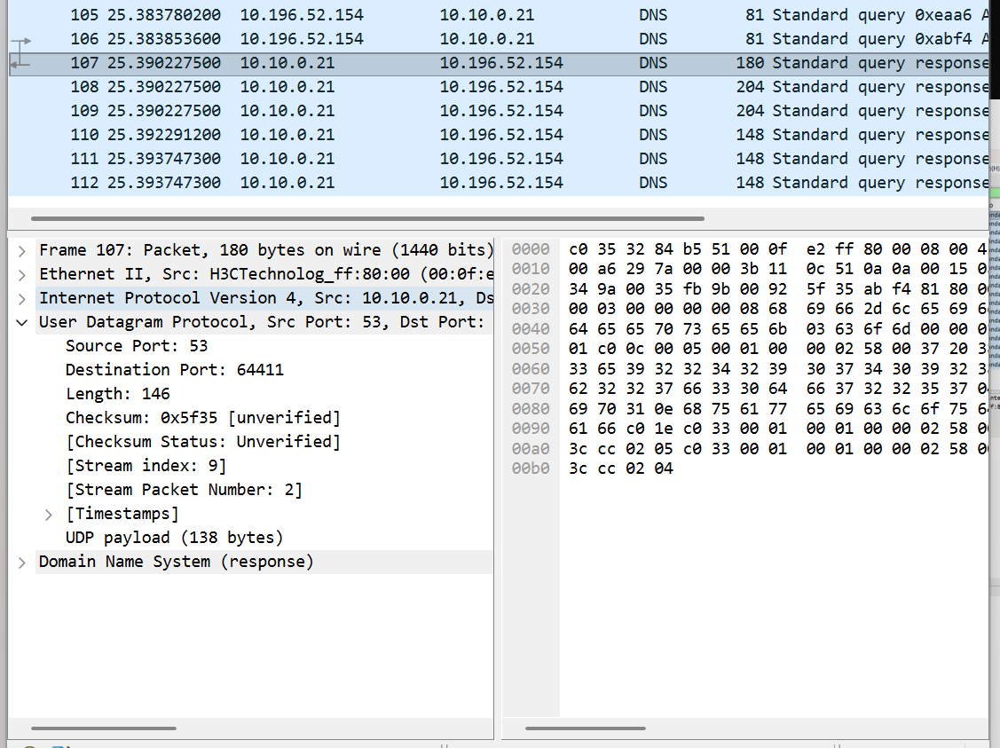 105 25.383780200 10.196.52.154 10.10.0.21 DNS 81 Standard query 0xeaa6 A
106 25.383853600 10.196.52.154 10.10.0.21 DNS 81 Standard query 0xabf4 A
107 25.390227500 10.10.0.21 10.196.52.154 DNS 180 Standard query response
108 25.390227500 10.10.0.21 10.196.52.154 DNS 204 Standard query response
109 25.390227500 10.10.0.21 10.196.52.154 DNS 204 Standard query response
110 25.392291200 10.10.0.21 10.196.52.154 DNS 148 Standard query response
111 25.393747300 10.10.0.21 10.196.52.154 DNS 148 Standard query response
112 25.393747300 10.10.0.21 10.196.52.154 DNS 148 Standard query response
Frame 107: Packet, 180 bytes on wire (1440 bits)
Ethernet II, Src: H3CTechnolog_ff:80:00 (00:0f:e
Internet Protocol Version 4, Src: 10.10.0.21, Ds
User Datagram Protocol, Src Port: 53, Dst Port:
Source Port: 53
Destination Port: 64411
Length: 146
Checksum: 0x5f35 [unverified]
[Checksum Status: Unverified]
[Stream index: 9]
[Stream Packet Number: 2]
[Timestamps]
UDP payload (138 bytes)
Domain Name System (response)
0000 c0 35 32 84 b5 51 00 0f e2 ff 80 00 08 00 4
0010 00 a6 29 7a 00 00 3b 11 0c 51 0a 0a 00 15 0
0020 34 9a 00 35 fb 9b 00 92 5f 35 ab f4 81 80 0
0030 00 03 00 00 00 00 08 68 69 66 2d 6c 65 69 6
0040 64 65 65 70 73 65 65 6b 03 63 6f 6d 00 00 0
0050 01 c0 0c 00 05 00 01 00 00 02 58 00 37 20 3
0060 33 65 39 32 32 34 32 39 30 37 34 30 39 32 3
0070 62 32 32 37 66 33 30 64 66 37 32 32 35 37 0
0080 69 70 31 0e 68 75 61 77 65 69 63 6c 6f 75 6
0090 61 66 c0 1e c0 33 00 01 00 01 00 00 02 58 0
00a0 3c cc 02 05 c0 33 00 01 00 01 00 00 02 58 0
00b0 3c cc 02 04